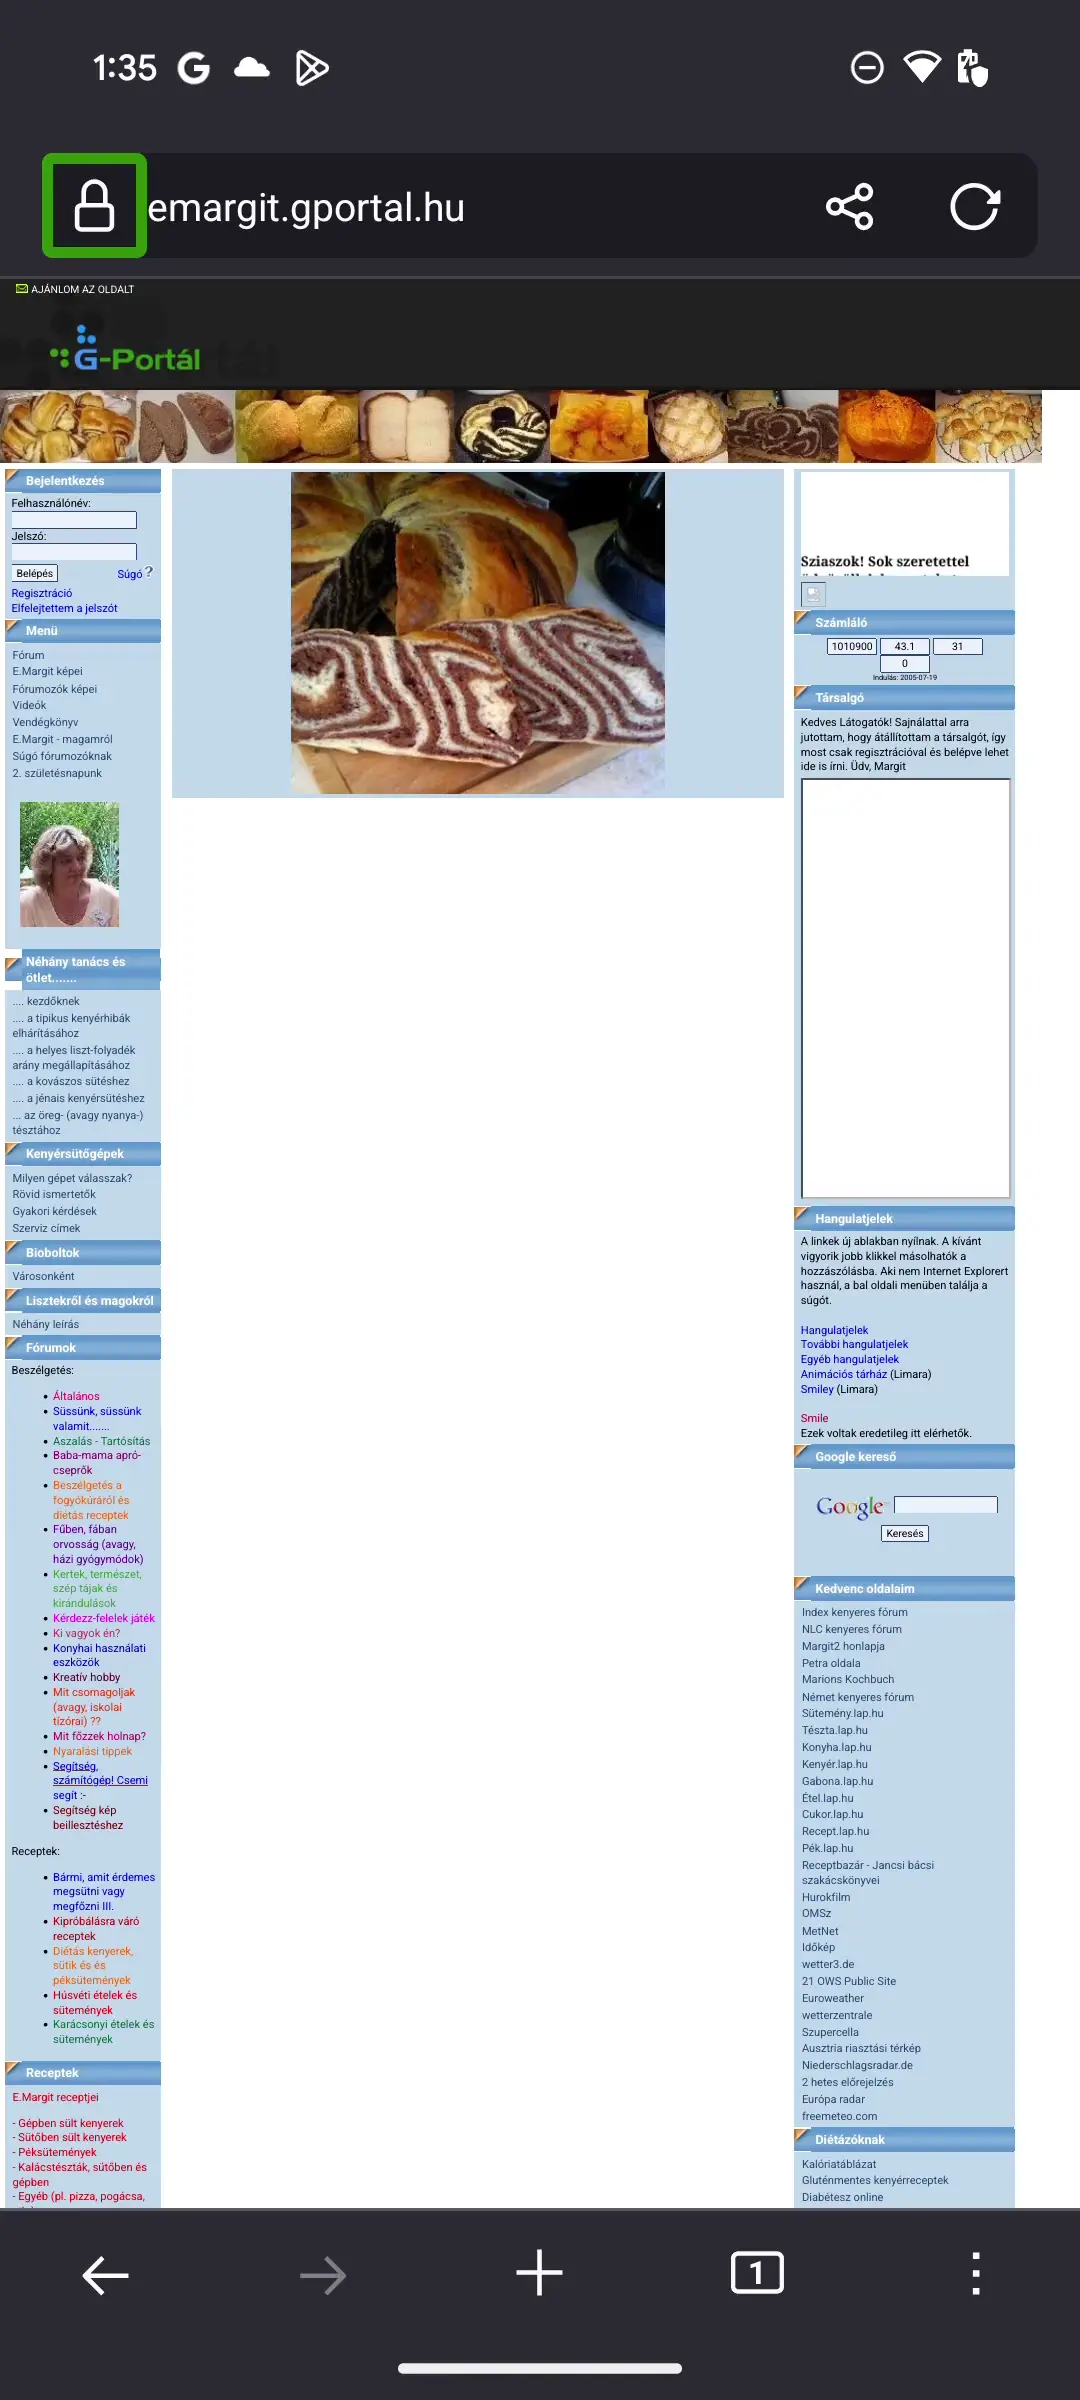 1:35
emargit.gportal.hu
AJÁNLOM AZ OLDALT
G-Portál
Bejelentkezés
Felhasználónév:
Jelszó:
Belépés
Súgó ?
Regisztráció
Elfelejtettem a jelszót
Menü
Fórum
E.Margit képei
Fórumozók képei
Videók
Vendégkönyv
E.Margit - magamról
Súgó fórumozóknak
2. születésnapunk
Néhány tanács és
ötlet.......
.... kezdőknek
.... a tipikus kenyérhibák
elhárításához
.... a helyes liszt-folyadék
arány megállapításához
.... a kovászos sütéshez
.... a jénais kenyérsütéshez
... az öreg- (avagy nyanya-)
tésztához
Kenyérsütőgépek
Milyen gépet válasszak?
Rövid ismertetők
Gyakori kérdések
Szerviz címek
Bioboltok
Városonként
Lisztekről és magokról
Néhány leírás
Fórumok
Beszélgetés:
• Általános
• Süssünk, süssünk
valamit.......
• Aszalás - Tartósítás
• Baba-mama apró-
cseprők
• Beszélgetés a
fogyókúráról és
diétás receptek
• Fűben, fában
orvosság (avagy,
házi gyógymódok)
• Kertek, természet,
szép tájak és
kirándulások
• Kérdezz-felelek játék
• Ki vagyok én?
• Konyhai használati
eszközök
• Kreatív hobby
• Mit csomagoljak
(avagy, iskolai
tízórai) ??
• Mit főzzek holnap?
• Nyaralási tippek
• Segítség,
számítógép! Csemi
segít :-
• Segítség kép
beillesztéshez
Receptek:
• Bármi, amit érdemes
megsütni vagy
megfőzni III.
• Kipróbálásra váró
receptek
• Diétás kenyerek,
sütik és és
péksütemények
• Húsvéti ételek és
sütemények
• Karácsonyi ételek és
sütemények
Receptek
E.Margit receptjei
- Gépben sült kenyerek
- Sütőben sült kenyerek
- Péksütemények
- Kalácstészták, sütőben és
gépben
- Egyéb (pl. pizza, pogácsa,
Sziaszok! Sok szeretettel
Számláló
1010900 43.1 31
0
Indulás: 2005-07-19
Társalgó
Kedves Látogatók! Sajnálattal arra
jutottam, hogy átállítottam a társalgót, így
most csak regisztrációval és belépve lehet
ide is írni. Üdv, Margit
Hangulatjelek
A linkek új ablakban nyílnak. A kívánt
vigyorik jobb klikkel másolhatók a
hozzászólásba. Aki nem Internet Explorert
használ, a bal oldali menüben találja a
súgót.
Hangulatjelek
További hangulatjelek
Egyéb hangulatjelek
Animációs tárház (Limara)
Smiley (Limara)
Smile
Ezek voltak eredetileg itt elérhetők.
Google kereső
Google
Keresés
Kedvenc oldalaim
Index kenyeres fórum
NLC kenyeres fórum
Margit2 honlapja
Petra oldala
Marions Kochbuch
Német kenyeres fórum
Sütemény.lap.hu
Tészta.lap.hu
Konyha.lap.hu
Kenyér.lap.hu
Gabona.lap.hu
Étel.lap.hu
Cukor.lap.hu
Recept.lap.hu
Pék.lap.hu
Receptbazár - Jancsi bácsi
szakácskönyvei
Hurokfilm
OMSz
MetNet
Időkép
wetter3.de
21 OWS Public Site
Euroweather
wetterzentrale
Szupercella
Ausztria riasztási térkép
Niederschlagsradar.de
2 hetes előrejelzés
Európa radar
freemeteo.com
Diétázóknak
Kalóriatáblázat
Gluténmentes kenyérreceptek
Diabétesz online
1